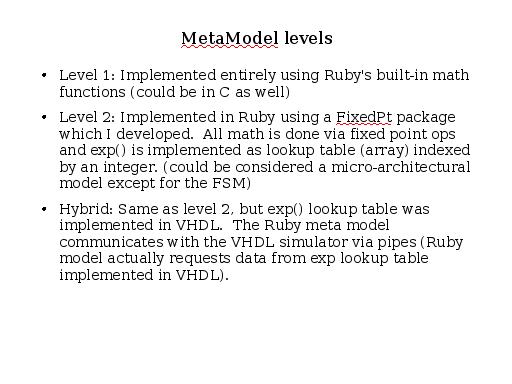 MetaModel levels
• Level 1: Implemented entirely using Ruby's built-in math
functions (could be in C as well)
• Level 2: Implemented in Ruby using a FixedPt package
which I developed.  All math is done via fixed point ops
and exp() is implemented as lookup table (array) indexed
by an integer. (could be considered a micro-architectural
model except for the FSM)
• Hybrid: Same as level 2, but exp() lookup table was
implemented in VHDL.  The Ruby meta model
communicates with the VHDL simulator via pipes (Ruby
model actually requests data from exp lookup table
implemented in VHDL).